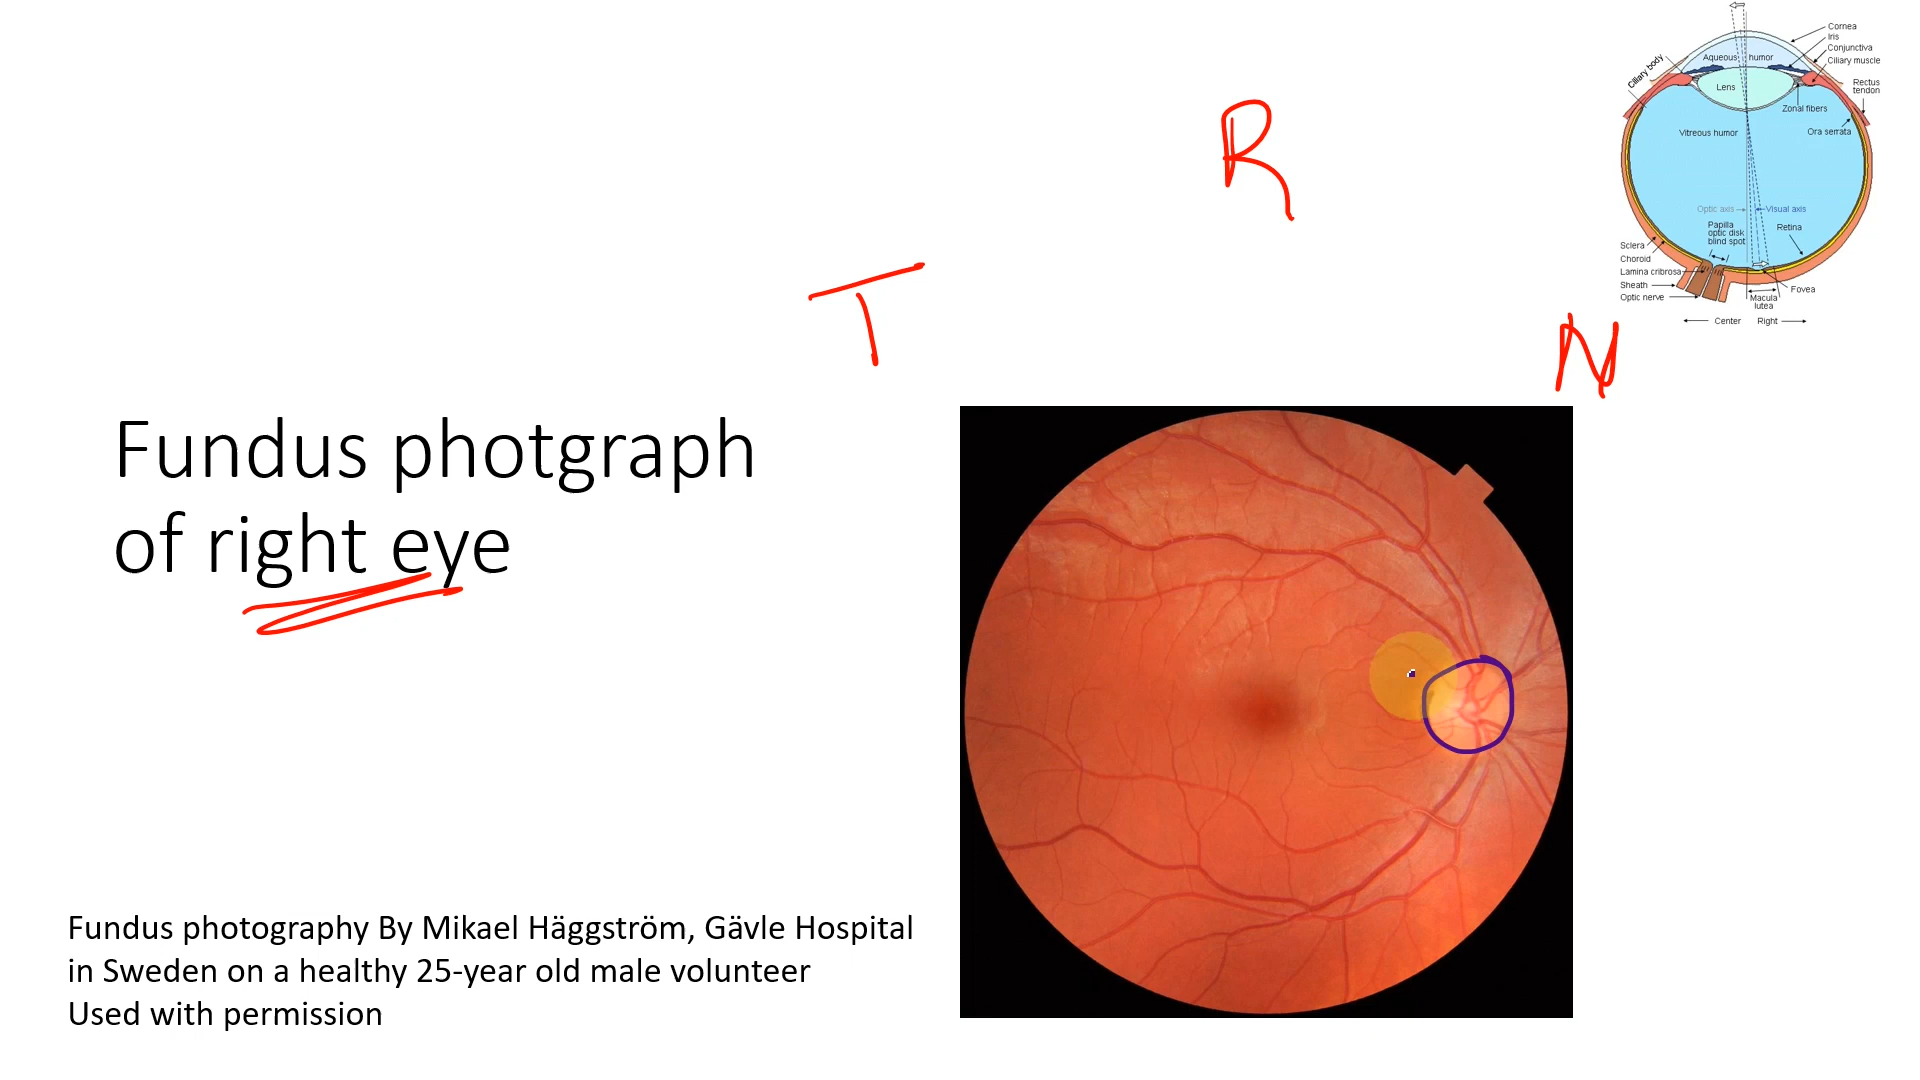 Cornea
Iris
Conjunctiva
Ciliary muscle
Ciliary body
Aqueous humor
Rectus
tendon
Lens
Zonal fibers
Vitreous humor
Ora serrata
Optic axis
Visual axis
Papilla
optic disk
blind spot
Retina
Sclera
Choroid
Lamina cribrosa
Sheath
Optic nerve
Fovea
Macula
lutea
Center Right
R
T
N
Fundus photgraph
of right eye
Fundus photography By Mikael Häggström, Gävle Hospital
in Sweden on a healthy 25-year old male volunteer
Used with permission